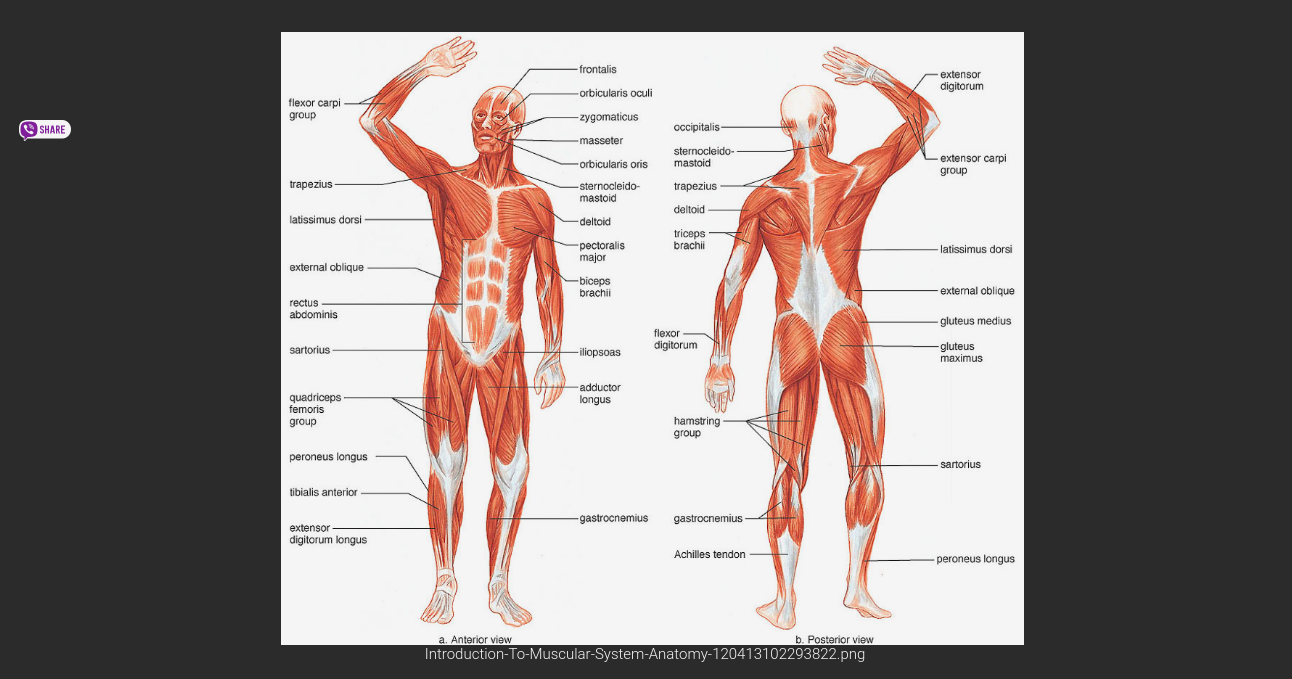 SHARE
flexor carpi
group
trapezius
latissimus dorsi
external oblique
rectus
abdominis
sartorius
quadriceps
femoris
group
peroneus longus
tibialis anterior
extensor
digitorum longus
frontalis
orbicularis oculi
zygomaticus
masseter
orbicularis oris
sternocleido-
mastoid
deltoid
pectoralis
major
biceps
brachii
iliopsoas
adductor
longus
gastrocnemius
a. Anterior view
occipitalis
sternocleido-
mastoid
trapezius
deltoid
triceps
brachii
flexor
digitorum
hamstring
group
gastrocnemius
Achilles tendon
extensor
digitorum
extensor carpi
group
latissimus dorsi
external oblique
gluteus medius
gluteus
maximus
sartorius
peroneus longus
b. Posterior view
Introduction-To-Muscular-System-Anatomy-120413102293822.png